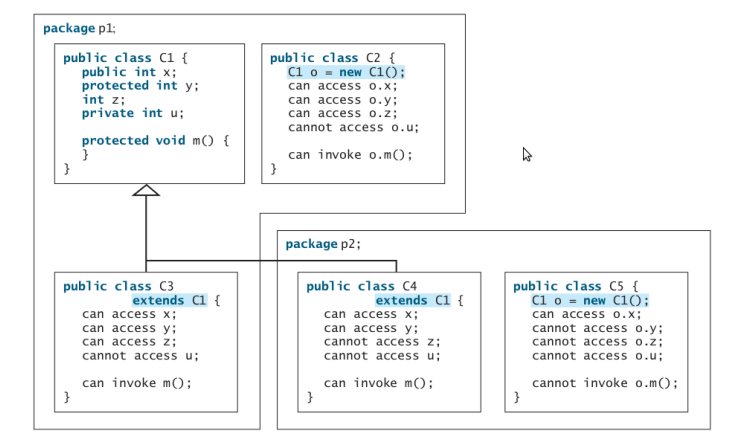 package p1;
public class C1 {
public int x;
protected int y;
int z;
private int u;
protected void m() {
}
}
public class C2 {
C1 o = new C1();
can access o.x;
can access o.y;
can access o.z;
cannot access o.u;
can invoke o.m();
}
package p2;
public class C3
extends C1 {
can access x;
can access y;
can access z;
cannot access u;
can invoke m();
}
public class C4
extends C1 {
can access x;
can access y;
cannot access z;
cannot access u;
can invoke m();
}
public class C5 {
C1 o = new C1();
can access o.x;
cannot access o.y;
cannot access o.z;
cannot access o.u;
cannot invoke o.m();
}